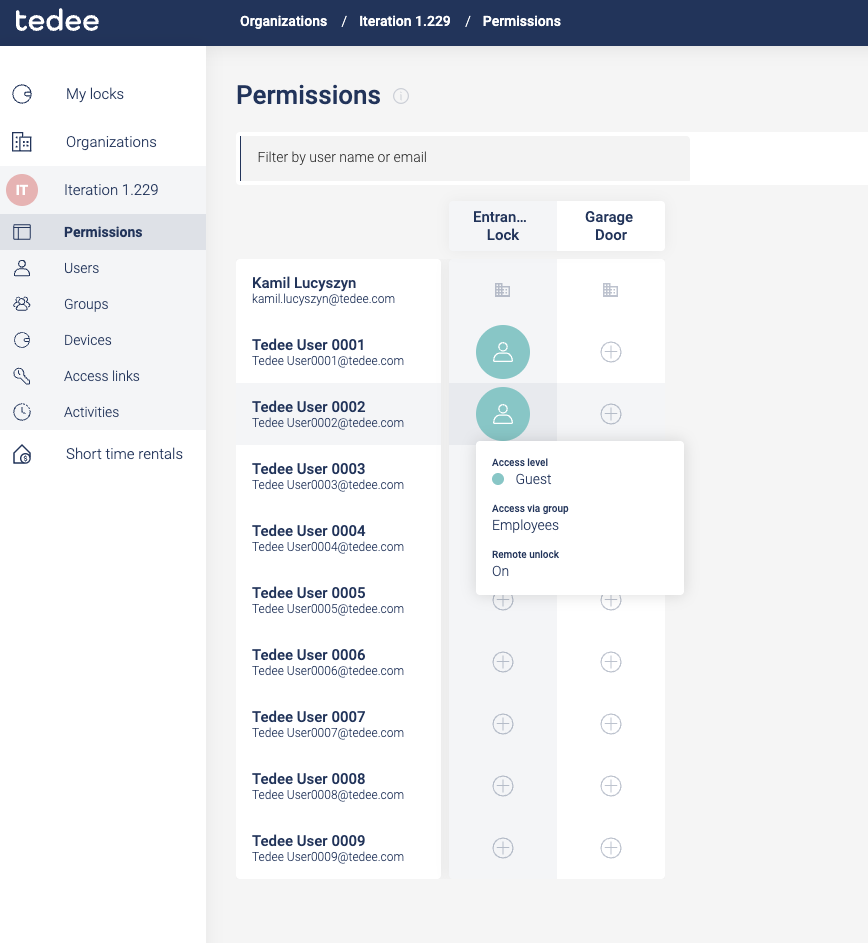 tedee
Organizations / Iteration 1.229 / Permissions
My locks
Organizations
IT Iteration 1.229
Permissions
Users
Groups
Devices
Access links
Activities
Short time rentals
Permissions
Filter by user name or email
Entran...
Lock
Garage
Door
Kamil Lucyszyn
kamil.lucyszyn@tedee.com
Tedee User 0001
Tedee User0001@tedee.com
Tedee User 0002
Tedee User0002@tedee.com
Tedee User 0003
Tedee User0003@tedee.com
Tedee User 0004
Tedee User0004@tedee.com
Tedee User 0005
Tedee User0005@tedee.com
Tedee User 0006
Tedee User0006@tedee.com
Tedee User 0007
Tedee User0007@tedee.com
Tedee User 0008
Tedee User0008@tedee.com
Tedee User 0009
Tedee User0009@tedee.com
Access level
Guest
Access via group
Employees
Remote unlock
On